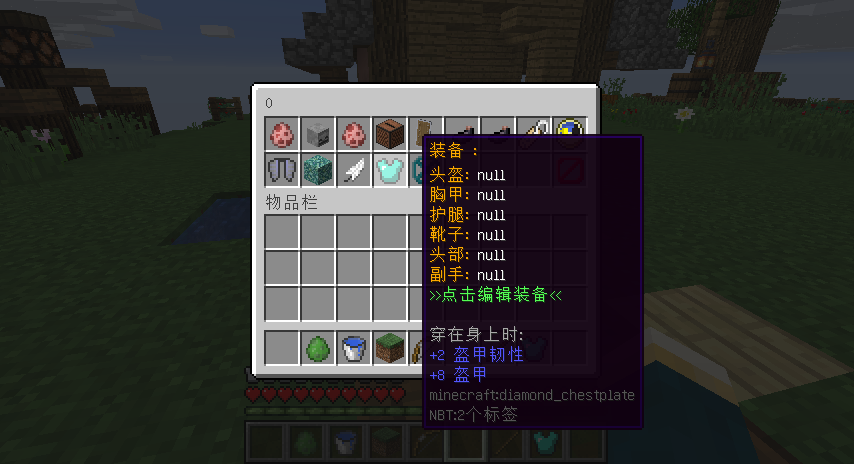 0
装备 :
头盔: null
胸甲: null
护腿: null
靴子: null
头部: null
副手: null
>>点击编辑装备<<
穿在身上时:
+2 盔甲韧性
+8 盔甲
minecraft:diamond_chestplate
NBT:2个标签
物品栏